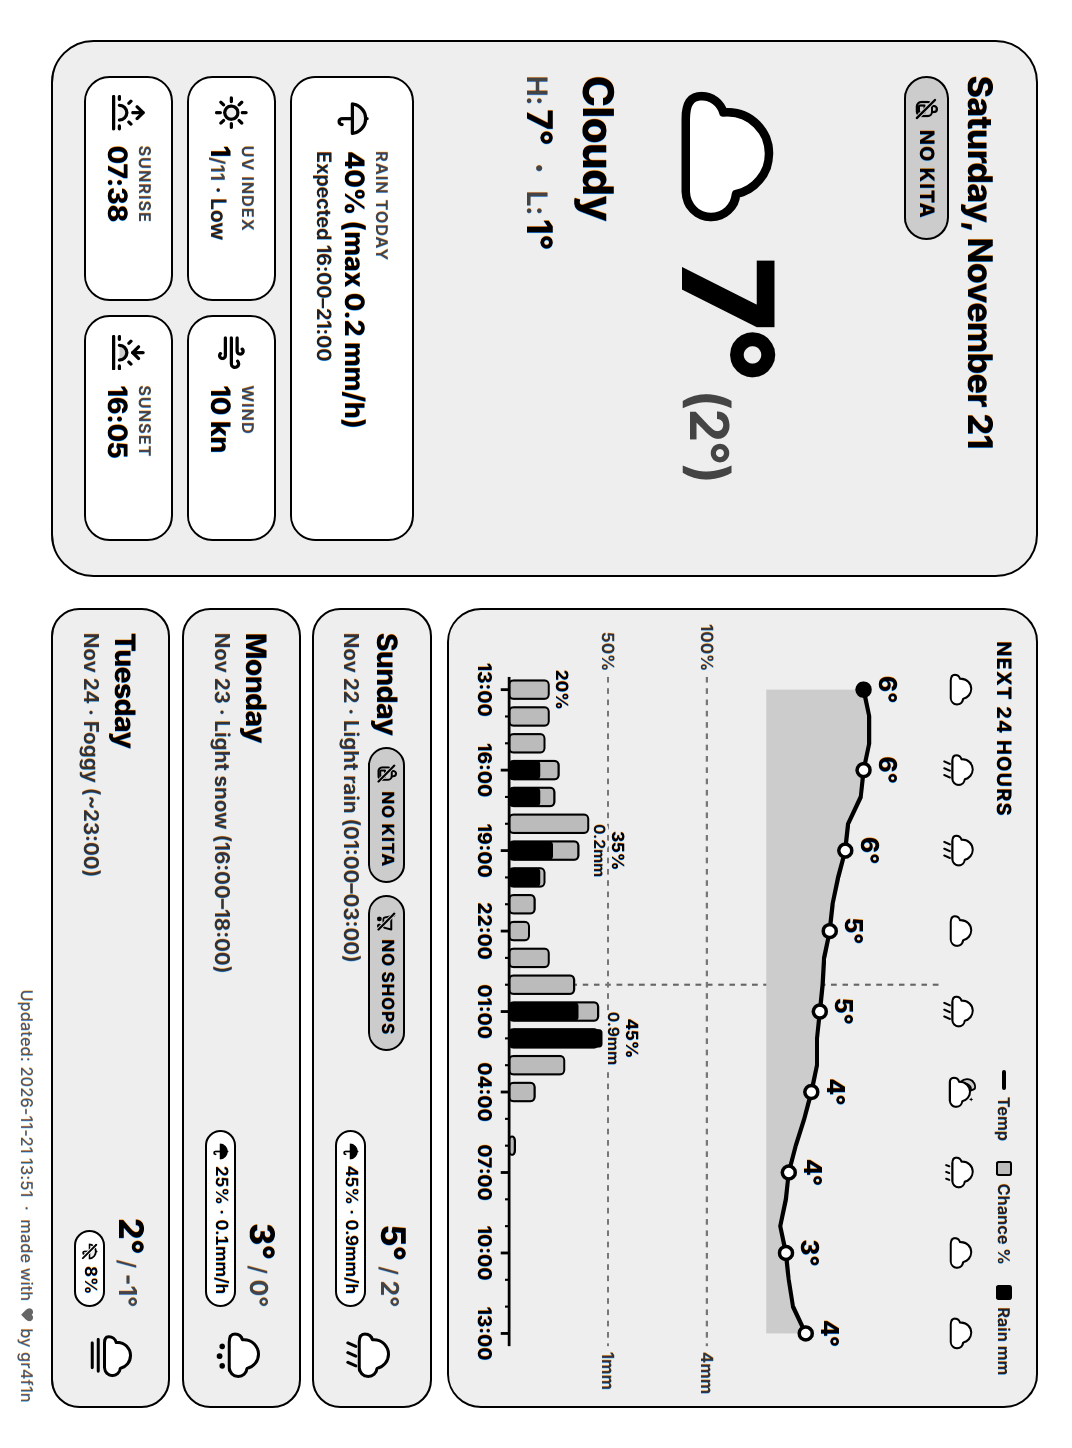 Saturday, November 21
NO KITA
7° (2°)
Cloudy
H:7° · L:1°
RAIN TODAY
40% (max 0.2 mm/h)
Expected 16:00–21:00
UV INDEX
1/11 · Low
WIND
10 kn
SUNRISE
07:38
SUNSET
16:05
NEXT 24 HOURS
Temp
Chance %
Rain mm
6° 6° 6° 5° 5° 4° 4° 3° 4°
100% 4mm
50% 1mm
20%
35%
0.2mm
45%
0.9mm
13:00 16:00 19:00 22:00 01:00 04:00 07:00 10:00 13:00
Sunday NO KITA NO SHOPS
Nov 22 · Light rain (01:00–03:00)
5° / 2°
45% · 0.9mm/h
Monday
Nov 23 · Light snow (16:00–18:00)
3° / 0°
25% · 0.1mm/h
Tuesday
Nov 24 · Foggy (~23:00)
2° / -1°
8%
Updated: 2026-11-21 13:51 · made with ♥ by gr4f1n